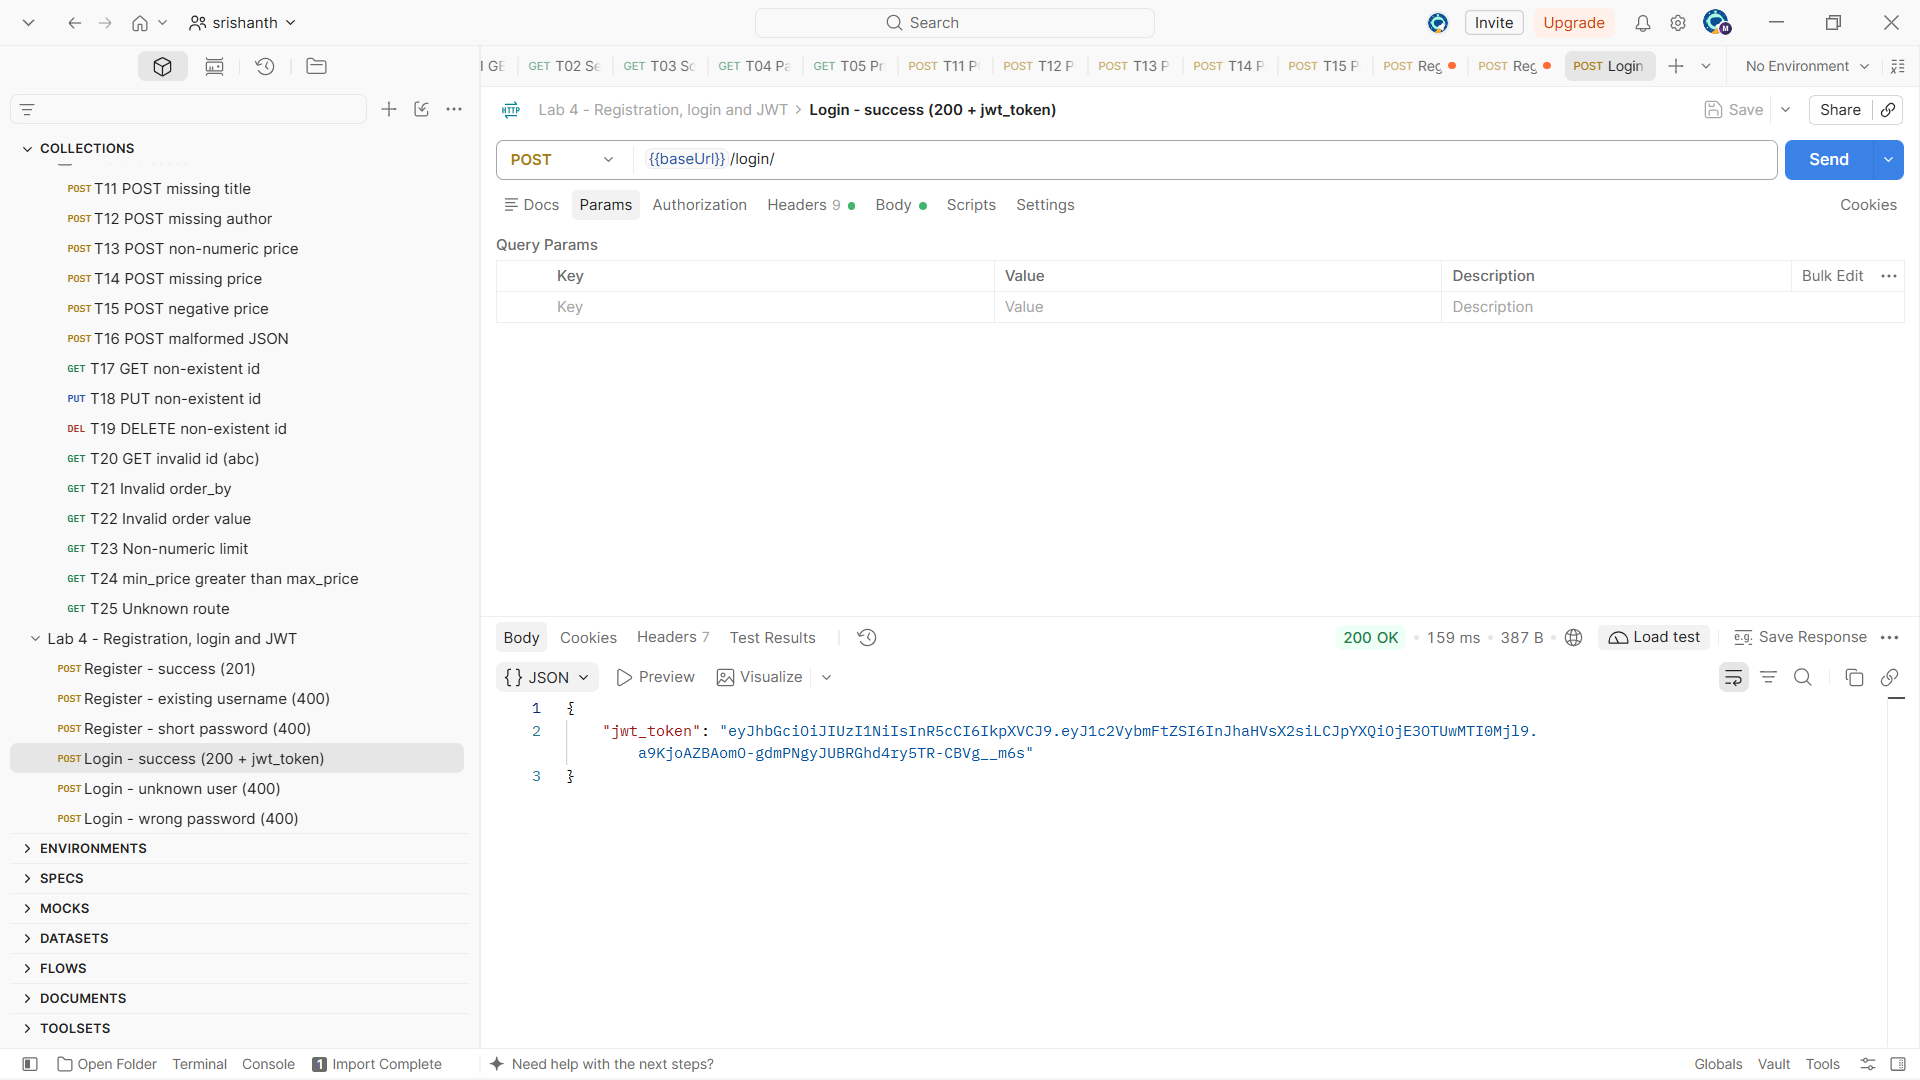 srishanth
Search
Invite
Upgrade
GE
GET T02 Se
GET T03 Sc
GET T04 Pa
GET T05 Pr
POST T11 P
POST T12 P
POST T13 P
POST T14 P
POST T15 P
POST Reg
POST Reg
POST Login
No Environment
COLLECTIONS
POST T11 POST missing title
POST T12 POST missing author
POST T13 POST non-numeric price
POST T14 POST missing price
POST T15 POST negative price
POST T16 POST malformed JSON
GET T17 GET non-existent id
PUT T18 PUT non-existent id
DEL T19 DELETE non-existent id
GET T20 GET invalid id (abc)
GET T21 Invalid order_by
GET T22 Invalid order value
GET T23 Non-numeric limit
GET T24 min_price greater than max_price
GET T25 Unknown route
Lab 4 - Registration, login and JWT
POST Register - success (201)
POST Register - existing username (400)
POST Register - short password (400)
POST Login - success (200 + jwt_token)
POST Login - unknown user (400)
POST Login - wrong password (400)
ENVIRONMENTS
SPECS
MOCKS
DATASETS
FLOWS
DOCUMENTS
TOOLSETS
HTTP Lab 4 - Registration, login and JWT > Login - success (200 + jwt_token)
Save
Share
POST {{baseUrl}} /login/
Send
Docs Params Authorization Headers 9 Body Scripts Settings Cookies
Query Params
Key Value Description Bulk Edit
Key Value Description
Body Cookies Headers 7 Test Results
200 OK • 159 ms • 387 B
Load test
e.g. Save Response
{} JSON Preview Visualize
1 {
2 "jwt_token": "eyJhbGciOiJIUzI1NiIsInR5cCI6IkpXVCJ9.eyJ1c2VybmFtZSI6InJhaHVsX2siLCJpYXQiOjE3OTUwMTI0Mjl9.
a9KjoAZBAomO-gdmPNgyJUBRGhd4ry5TR-CBVg__m6s"
3 }
Open Folder Terminal Console 1 Import Complete
Need help with the next steps?
Globals Vault Tools